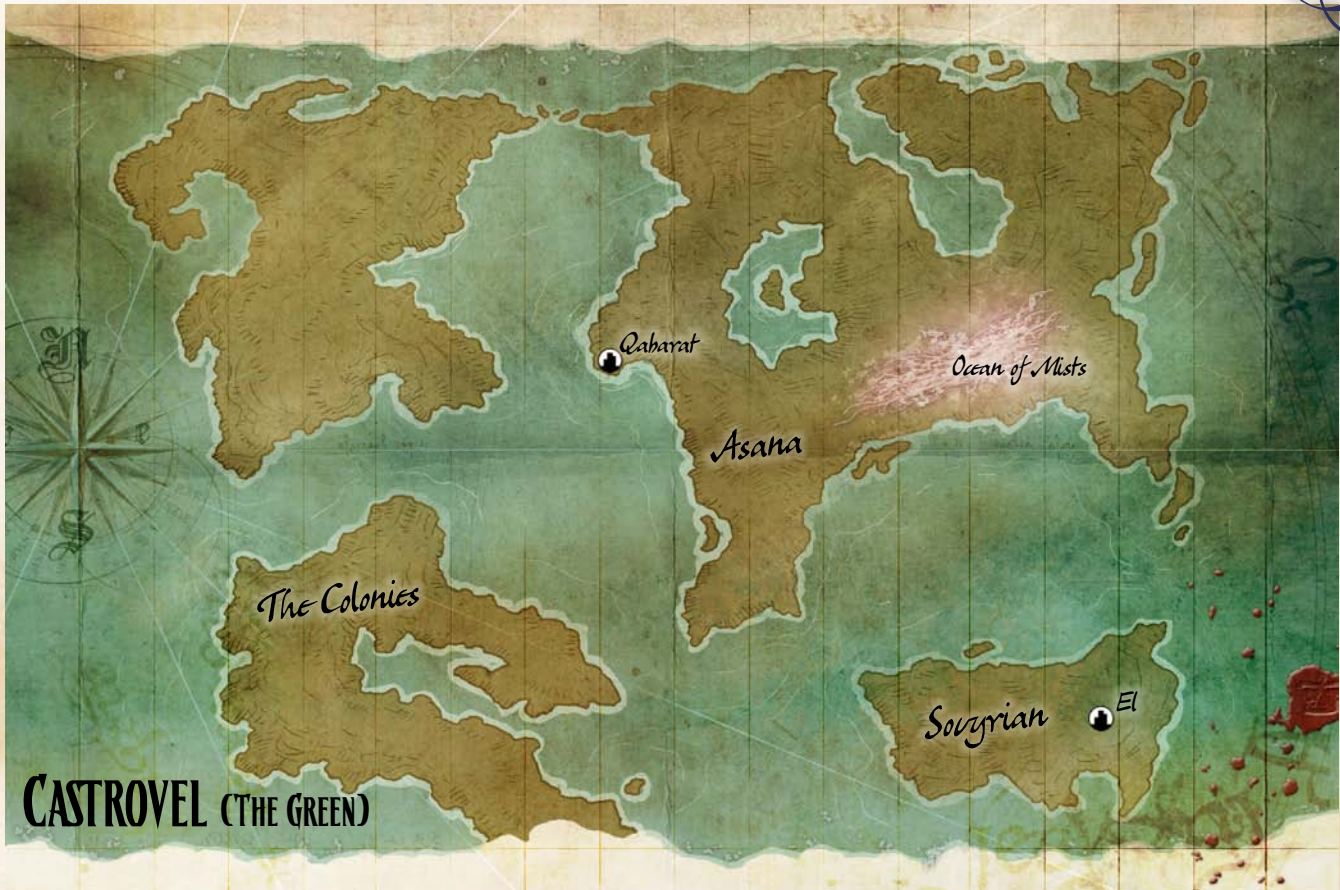 Qabarat
Ocean of Mists
Asana
N
e
S
The Colonies
Sovyrian
El
CASTROVEL (THE GREEN)